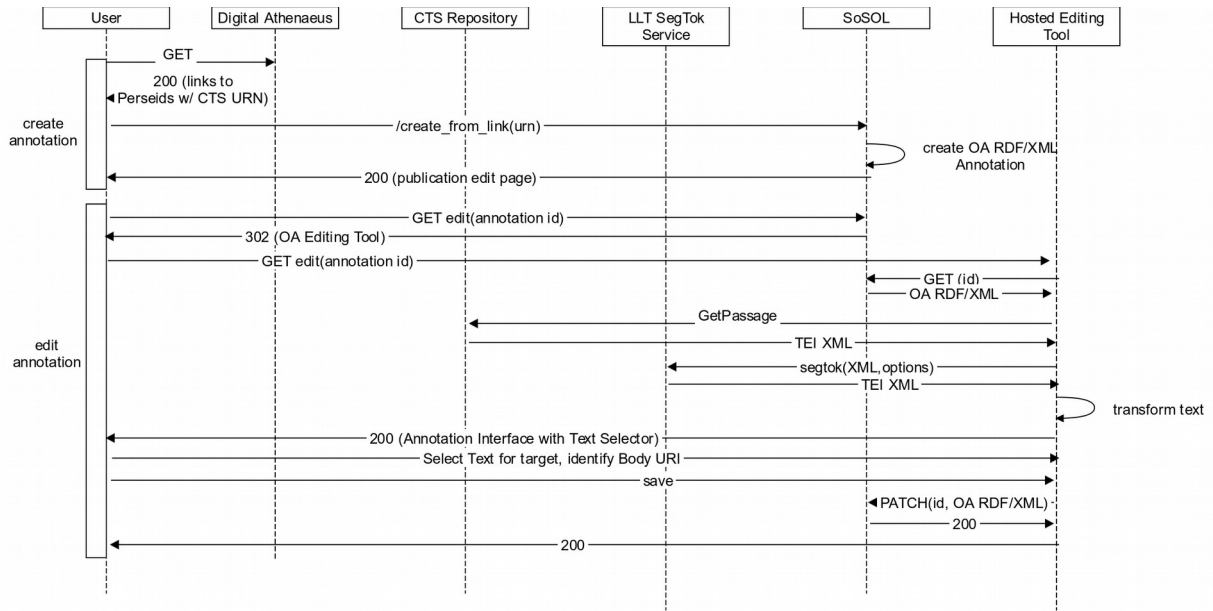 User
Digital Athenaeus
CTS Repository
LLT SegTok
Service
SoSOL
Hosted Editing
Tool
GET
200 (links to
Perseids w/ CTS URN)
create
annotation
/create_from_link(urn)
create OA RDF/XML
Annotation
200 (publication edit page)
GET edit(annotation id)
302 (OA Editing Tool)
GET edit(annotation id)
GET (id)
OA RDF/XML
GetPassage
TEI XML
edit
annotation
segtok(XML,options)
TEI XML
transform text
200 (Annotation Interface with Text Selector)
Select Text for target, identify Body URI
save
PATCH(id, OA RDF/XML)
200
200